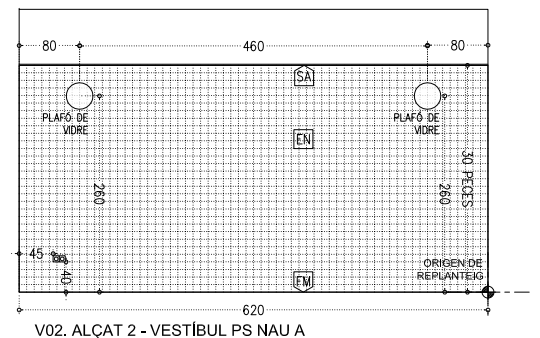 80 460 80
SA
PLAFÓ DE
VIDRE
PLAFÓ DE
VIDRE
EN
30 PECES
260
260
45
40
ORIGEN DE
REPLANTEIG
FM
620
V02. ALÇAT 2 - VESTÍBUL PS NAU A